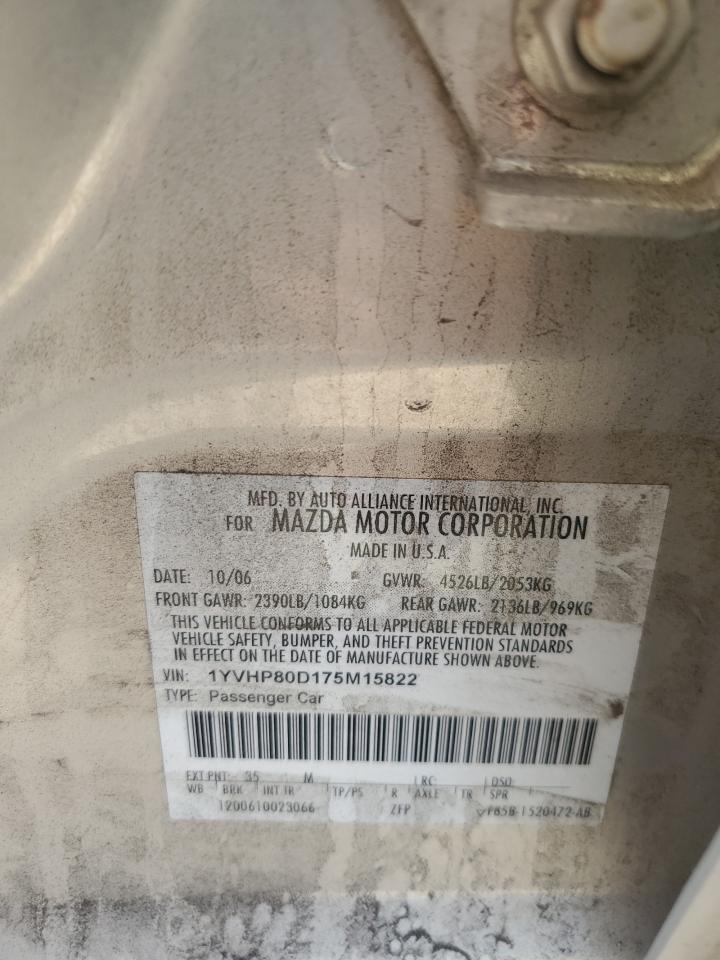 MFD. BY AUTO ALLIANCE INTERNATIONAL, INC.
FOR MAZDA MOTOR CORPORATION
MADE IN U.S.A.
DATE: 10/06 GVWR: 4526LB/2053KG
FRONT GAWR: 2390LB/1084KG REAR GAWR: 2136LB/969KG
THIS VEHICLE CONFORMS TO ALL APPLICABLE FEDERAL MOTOR
VEHICLE SAFETY, BUMPER, AND THEFT PREVENTION STANDARDS
IN EFFECT ON THE DATE OF MANUFACTURE SHOWN ABOVE.
VIN: 1YVHP80D175M15822
TYPE: Passenger Car
EXT PNT: 35 M RC: DSO:
WB BRK INT TR TP/PS R AXLE TR SPR
1200610023066 ZFP F85B-1520472-AB